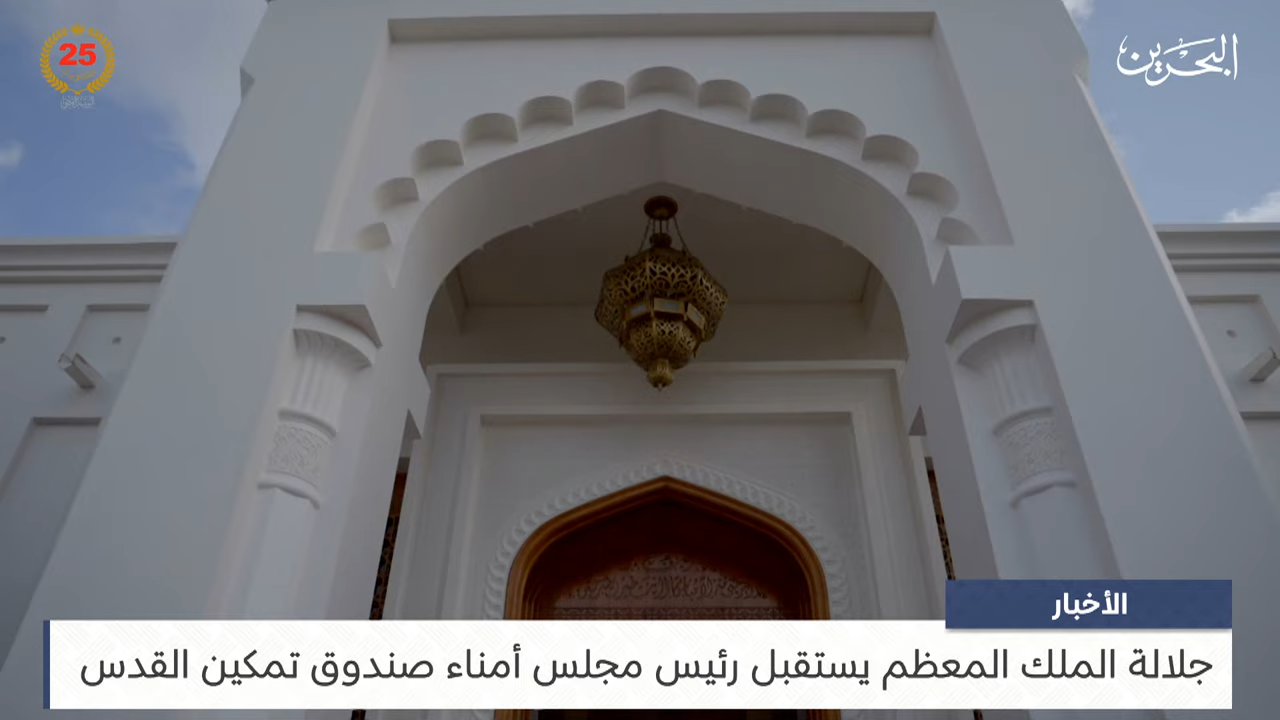 25
البحرين
الأخبار
جلالة الملك المعظم يستقبل رئيس مجلس أمناء صندوق تمكين القدس